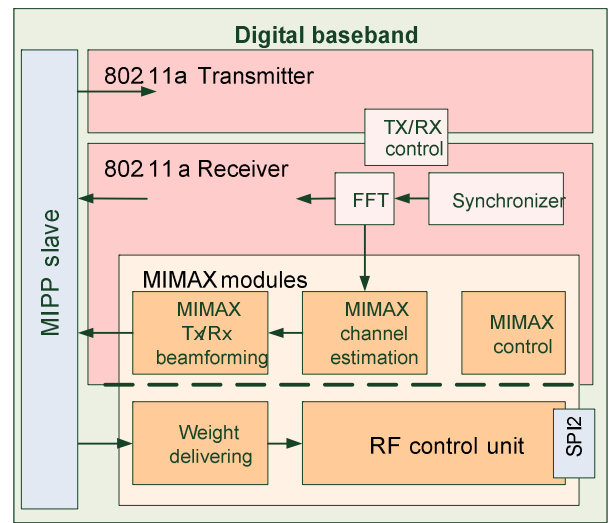 Digital baseband
802.11a Transmitter
TX/RX
control
802.11a Receiver
FFT
Synchronizer
MIPP slave
MIMAX modules
MIMAX
Tx/Rx
beamforming
MIMAX
channel
estimation
MIMAX
control
Weight
delivering
RF control unit
SPI2